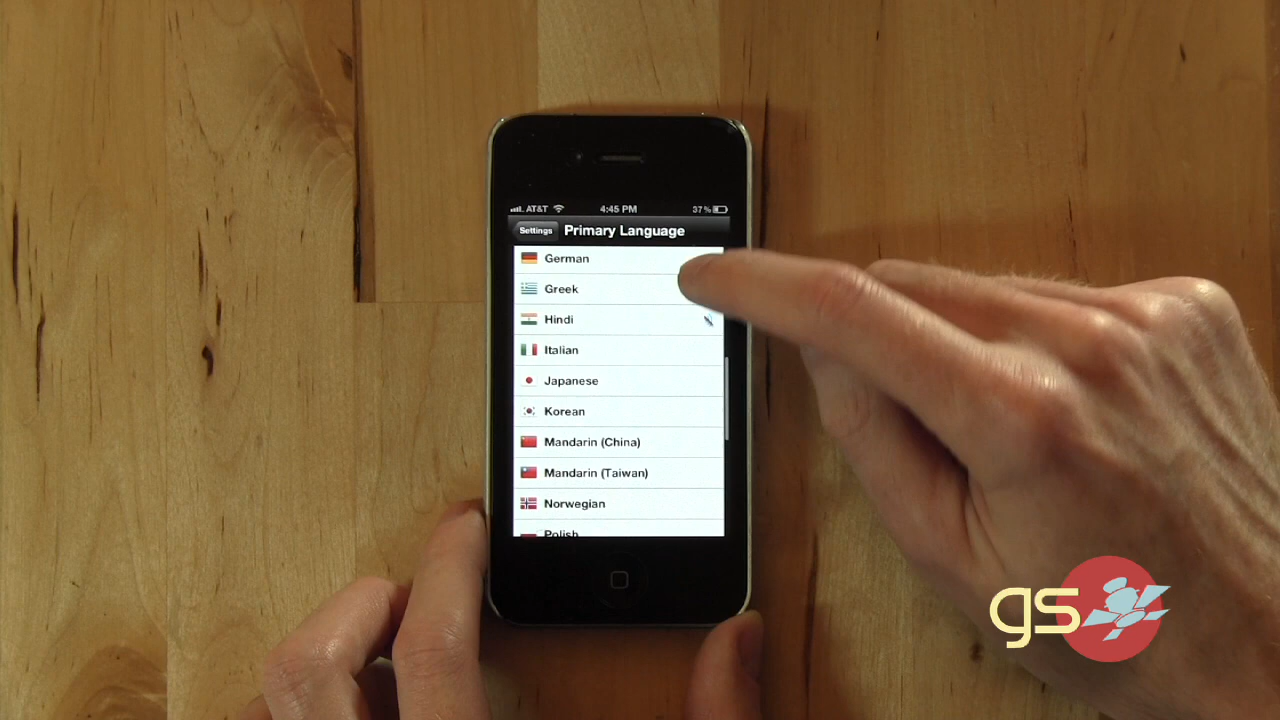 AT&T 4:45 PM 37%
Settings Primary Language
German
Greek
Hindi
Italian
Japanese
Korean
Mandarin (China)
Mandarin (Taiwan)
Norwegian
Polish
gs